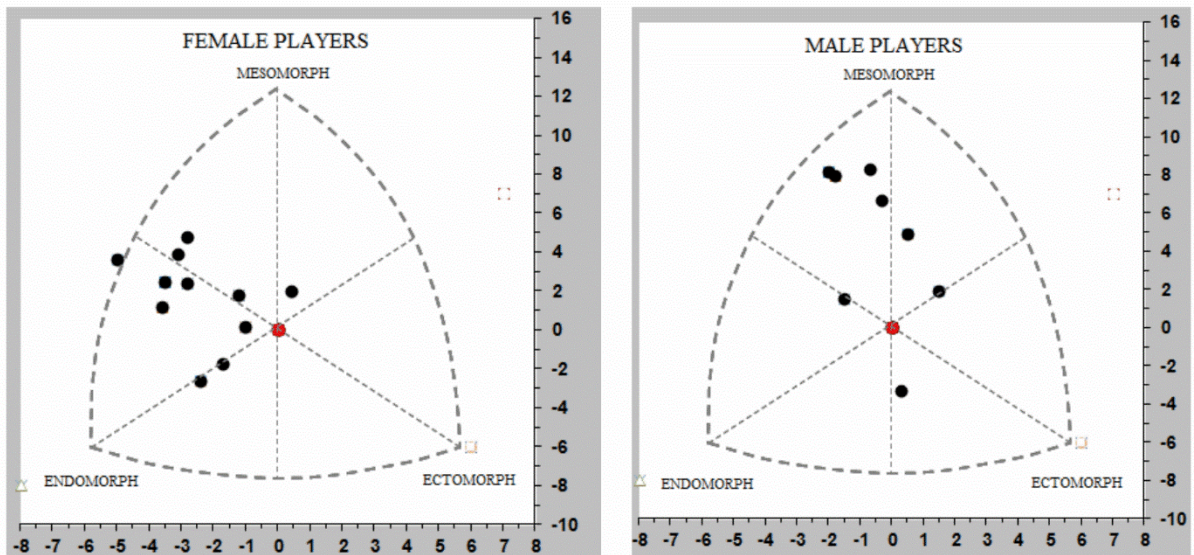 FEMALE PLAYERS
MESOMORPH
ENDOMORPH
ECTOMORPH
16
14
12
10
8
6
4
2
0
-2
-4
-6
-8
-10
-8 -7 -6 -5 -4 -3 -2 -1 0 1 2 3 4 5 6 7 8
MALE PLAYERS
MESOMORPH
ENDOMORPH
ECTOMORPH
16
14
12
10
8
6
4
2
0
-2
-4
-6
-8
-10
-8 -7 -6 -5 -4 -3 -2 -1 0 1 2 3 4 5 6 7 8